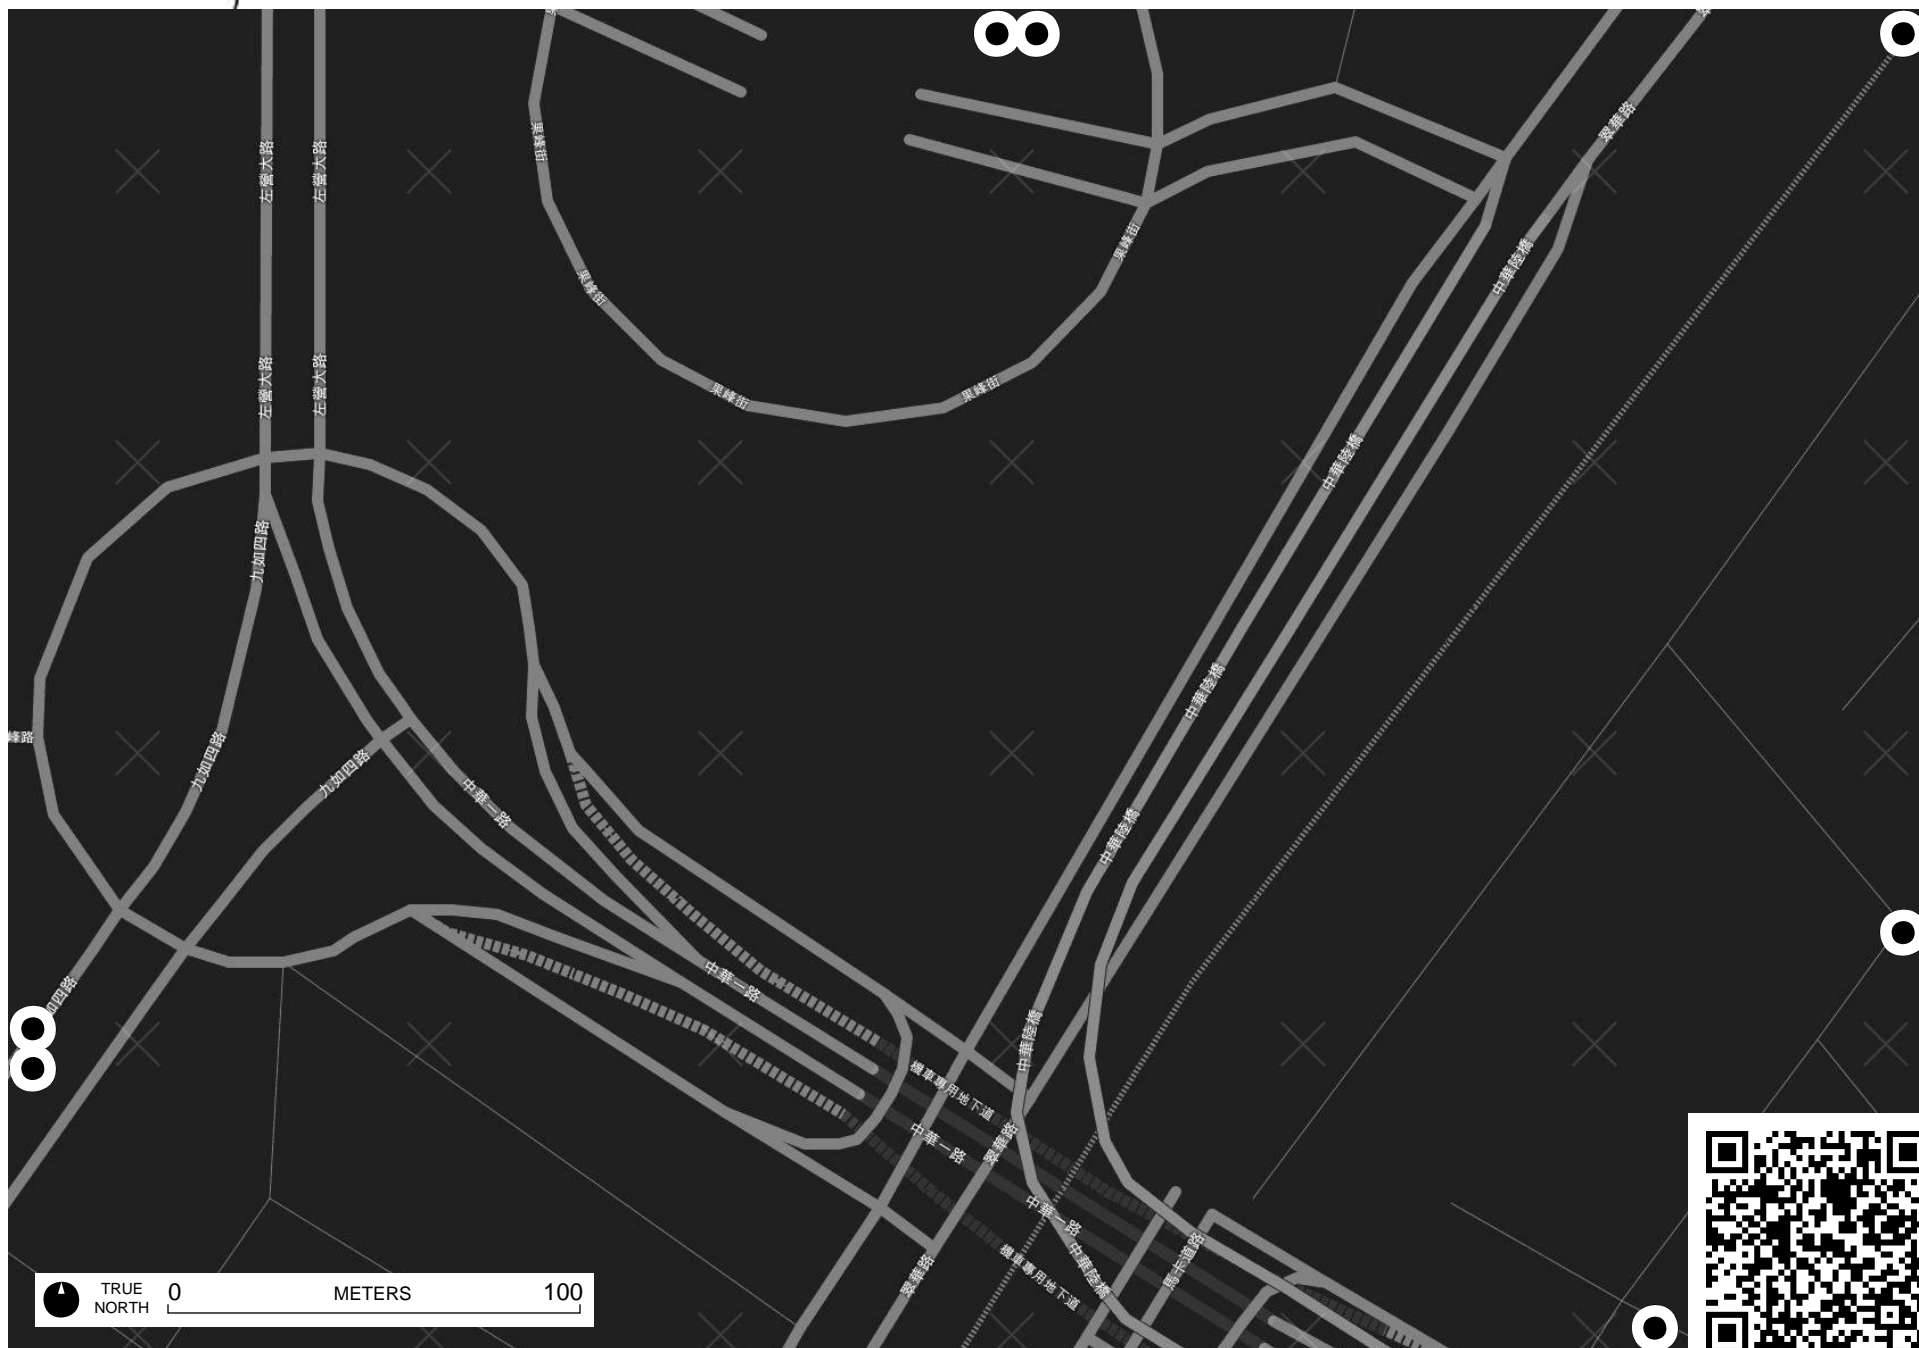 左營大路
左營大路
果峰街
翠華路
果峰街
中華陸橋
果峰街
左營大路
左營大路
果峰街
果峰街
中華陸橋
九如四路
中華陸橋
峰路
九如四路
九如四路
中華一路
中華陸橋
中華一路
如四路
中華陸橋
機車專用地下道
中華一路
翠華路
中華一路
中華陸橋
馬卡道路
機車專用地下道
翠華路
TRUE NORTH
0 METERS 100